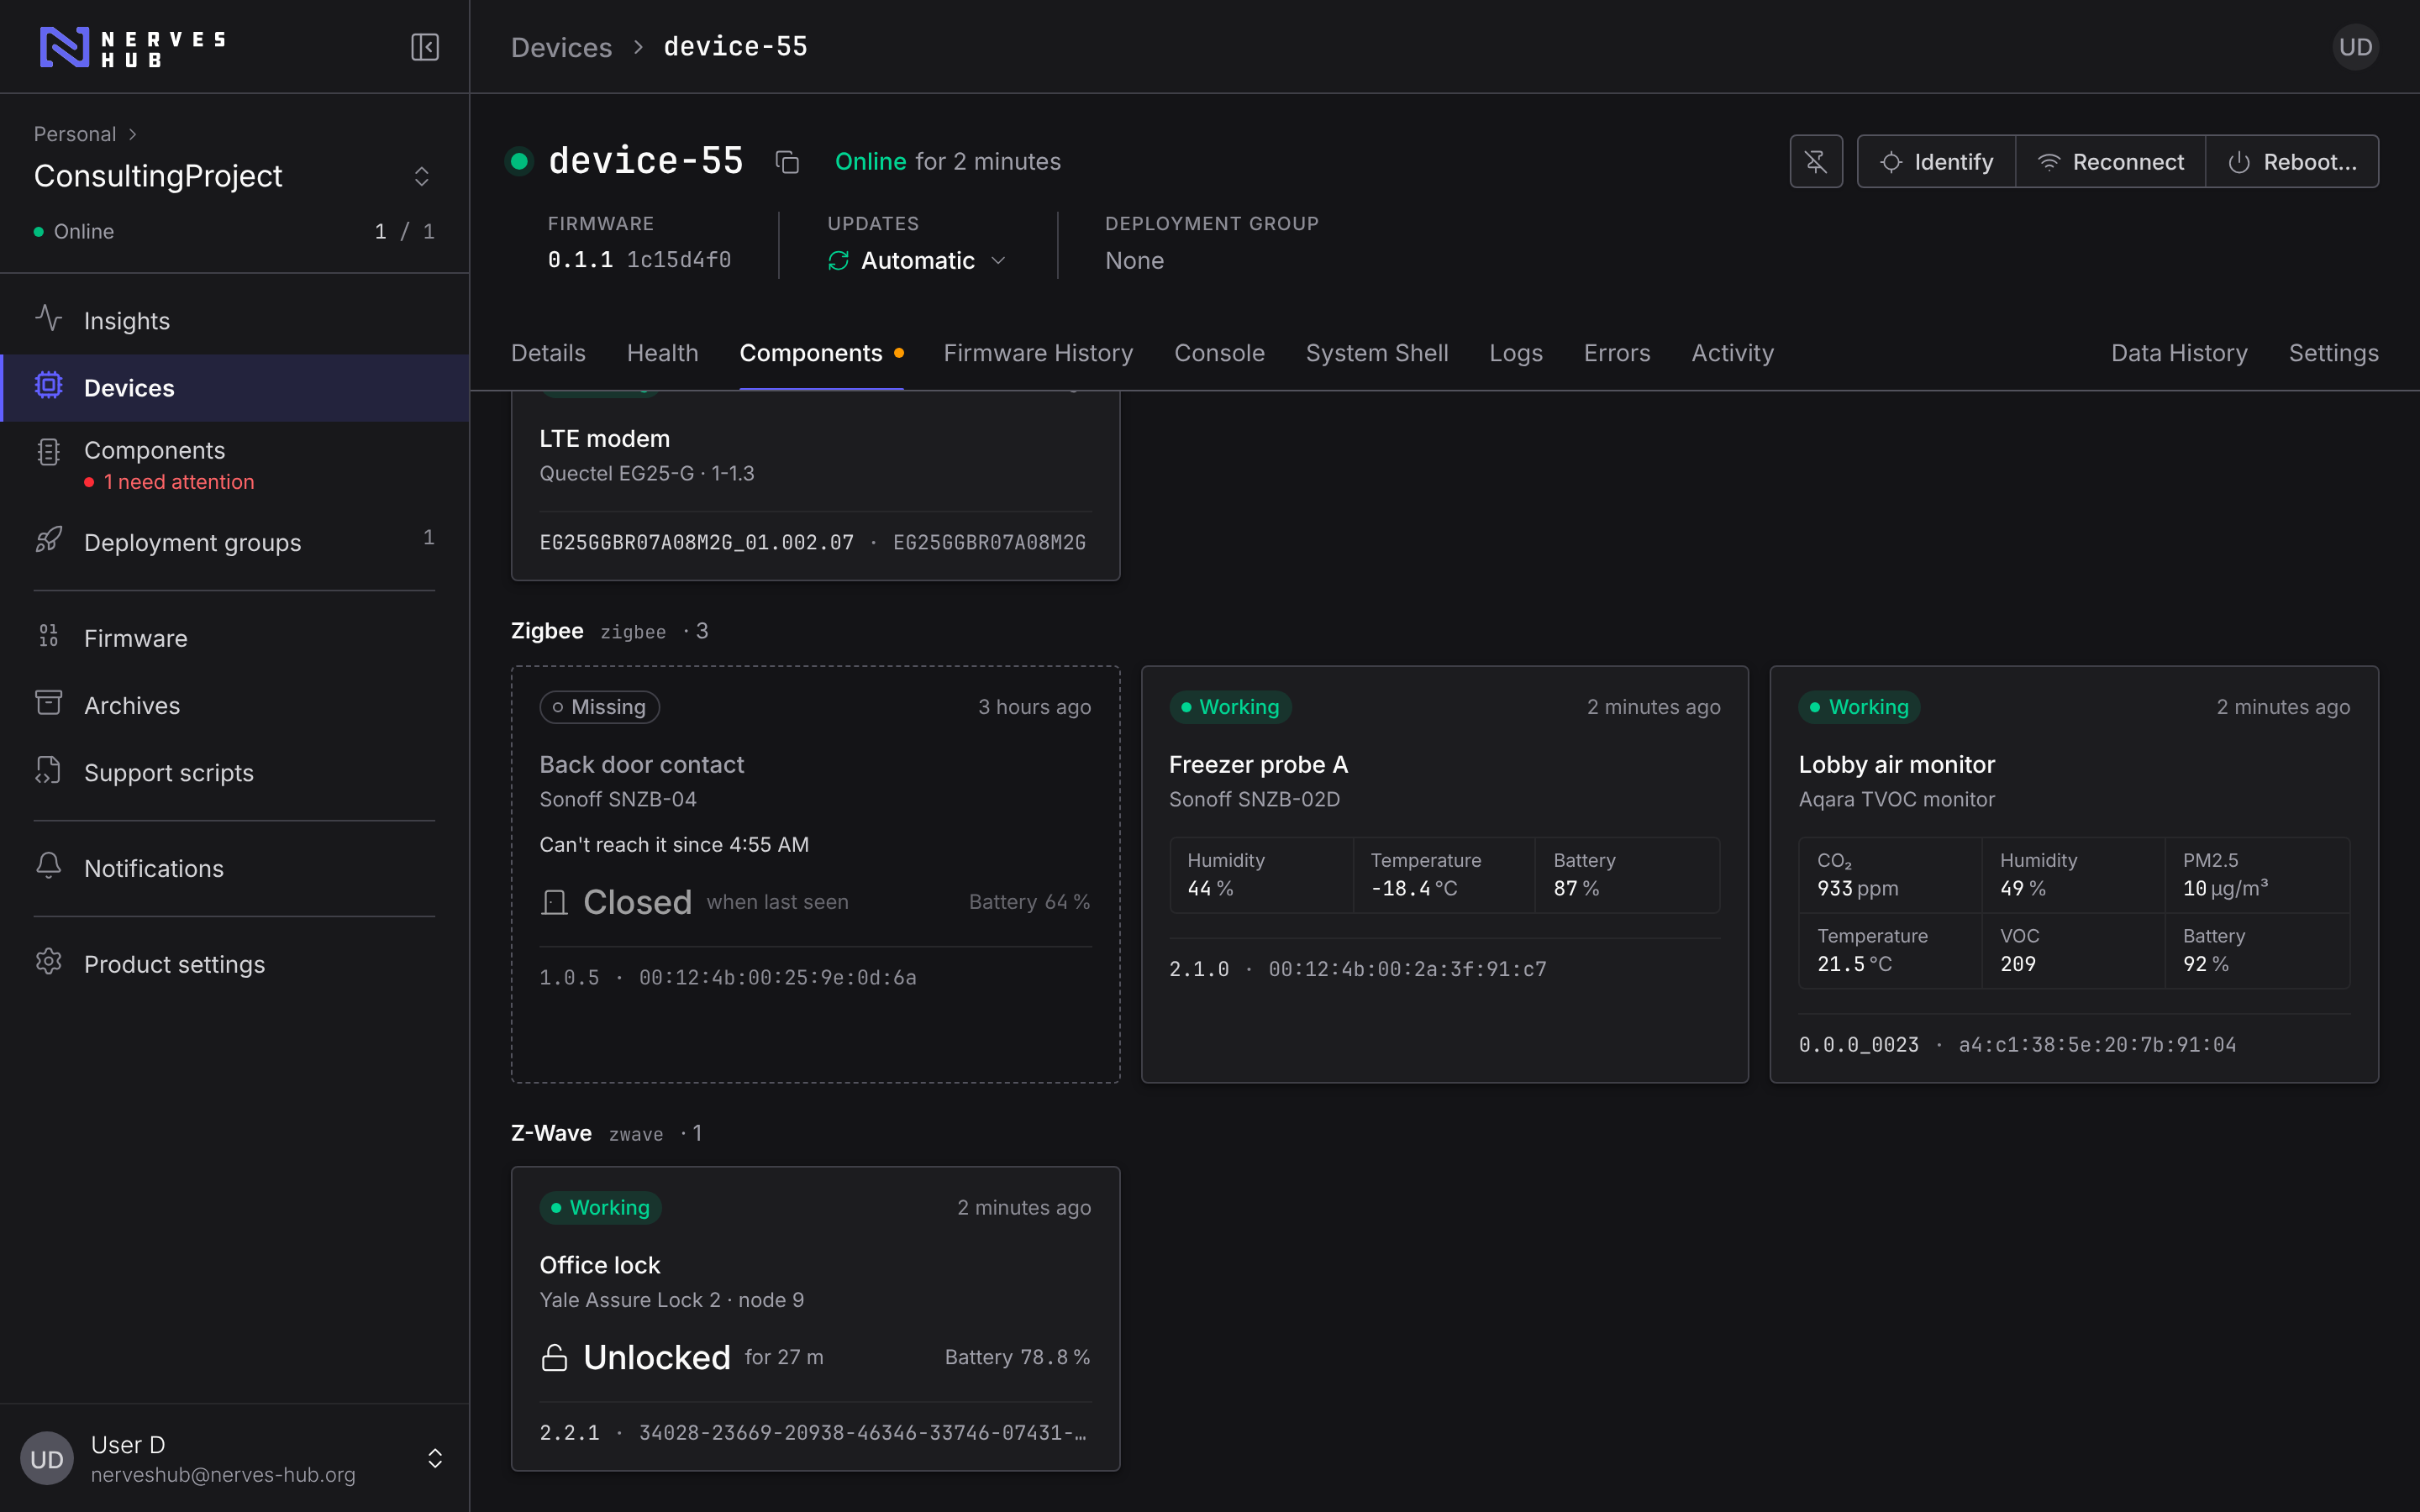 NERVES
HUB
Devices > device-55
UD
Personal >
ConsultingProject
Online 1 / 1
Insights
Devices
Components
1 need attention
Deployment groups 1
Firmware
Archives
Support scripts
Notifications
Product settings
User D
nerveshub@nerves-hub.org
UD
device-55 Online for 2 minutes
Identify Reconnect Reboot...
FIRMWARE
0.1.1 1c15d4f0
UPDATES
Automatic
DEPLOYMENT GROUP
None
Details Health Components Firmware History Console System Shell Logs Errors Activity Data History Settings
LTE modem
Quectel EG25-G · 1-1.3
EG25GGBR07A08M2G_01.002.07 · EG25GGBR07A08M2G
Zigbee zigbee · 3
Missing 3 hours ago
Back door contact
Sonoff SNZB-04
Can't reach it since 4:55 AM
Closed when last seen Battery 64 %
1.0.5 · 00:12:4b:00:25:9e:0d:6a
Working 2 minutes ago
Freezer probe A
Sonoff SNZB-02D
Humidity Temperature Battery
44 % -18.4 °C 87 %
2.1.0 · 00:12:4b:00:2a:3f:91:c7
Working 2 minutes ago
Lobby air monitor
Aqara TVOC monitor
CO₂ Humidity PM2.5
933 ppm 49 % 10 µg/m³
Temperature VOC Battery
21.5 °C 209 92 %
0.0.0_0023 · a4:c1:38:5e:20:7b:91:04
Z-Wave zwave · 1
Working 2 minutes ago
Office lock
Yale Assure Lock 2 · node 9
Unlocked for 27 m Battery 78.8 %
2.2.1 · 34028-23669-20938-46346-33746-07431-…